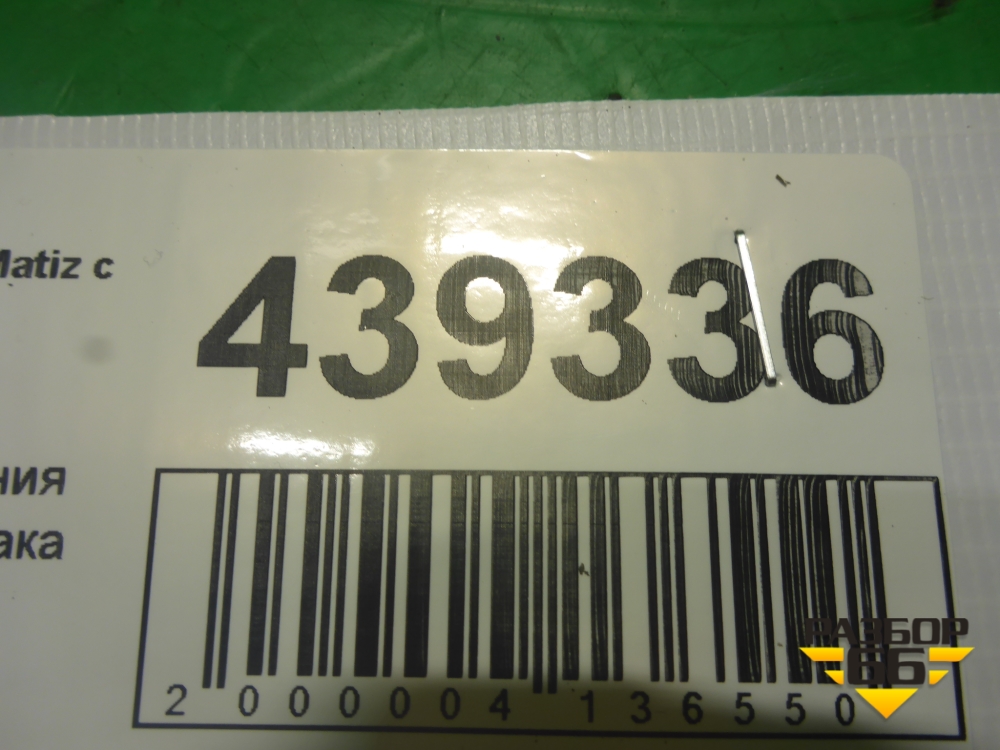 Matiz с
439336
ния
ака
2 000004 136550
РАЗБОР
66